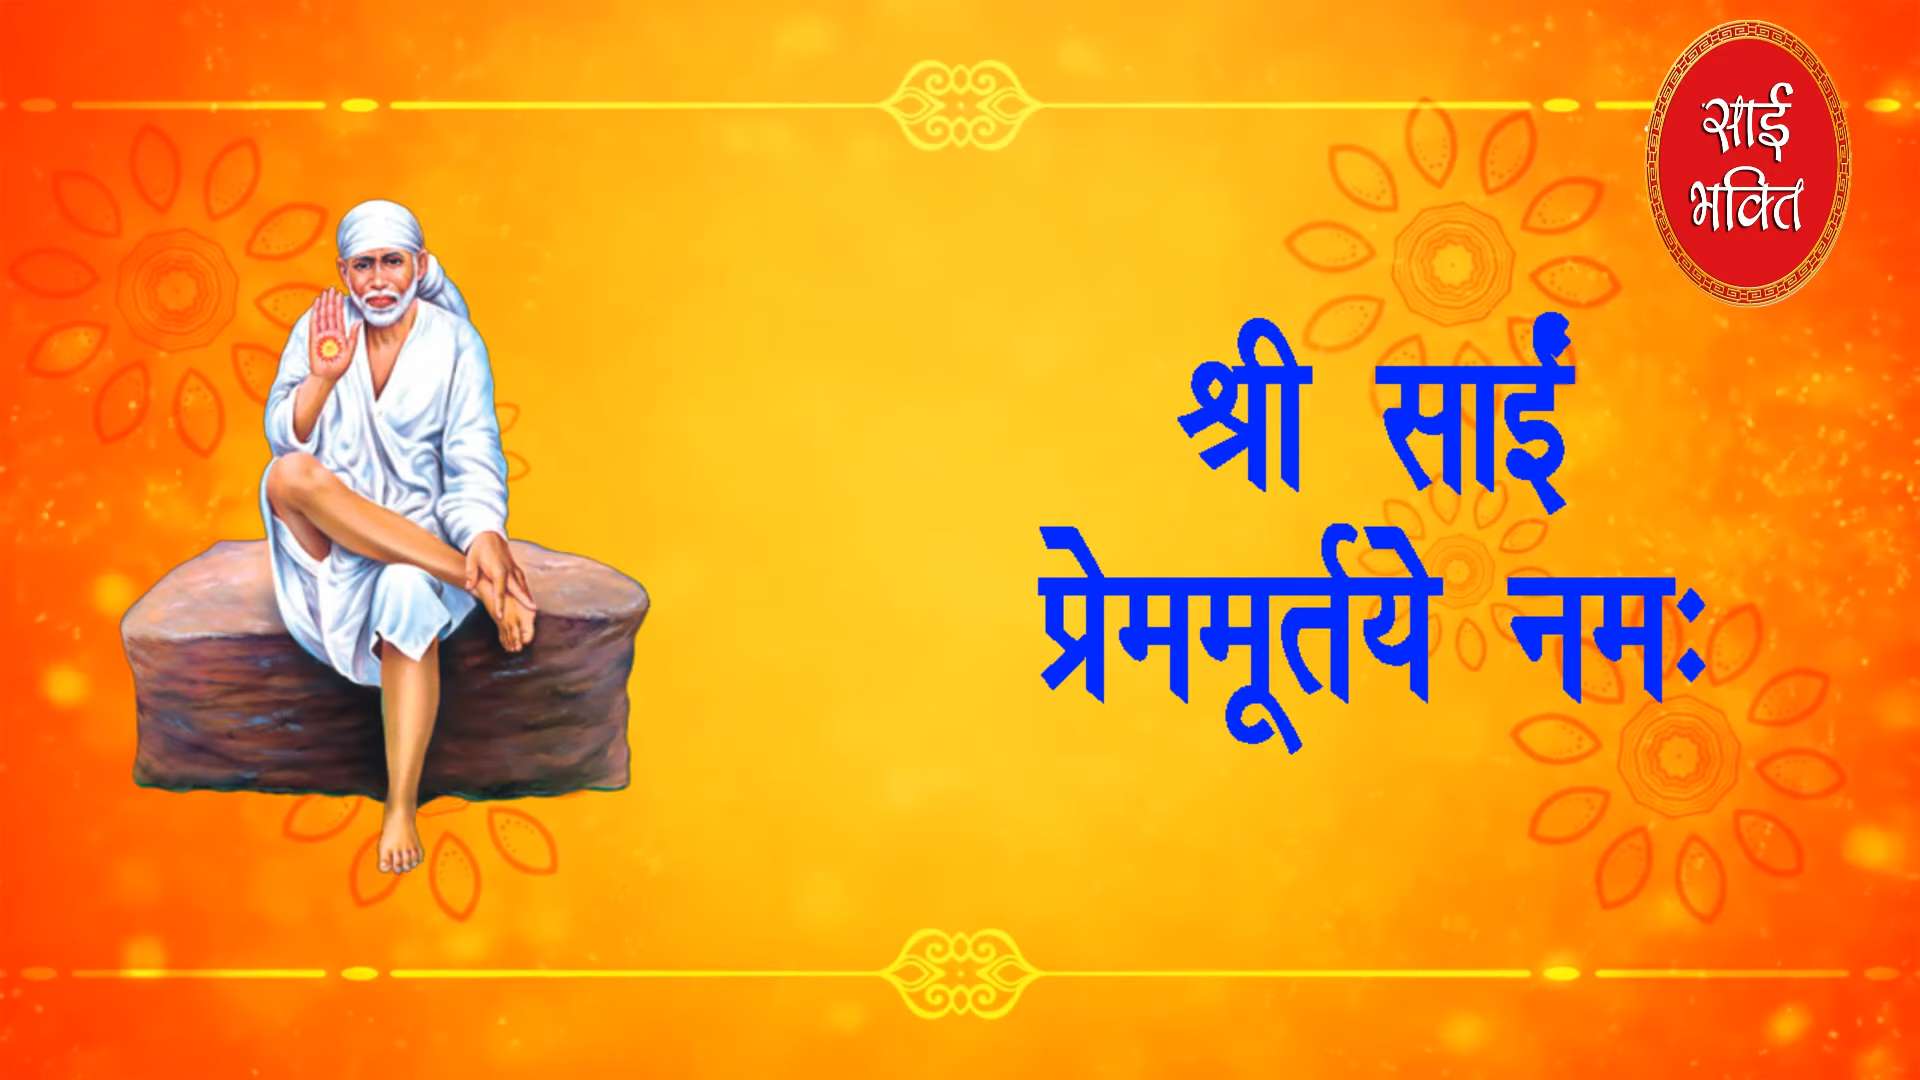 साई
भक्ति
श्री साईं
प्रेममूर्तये नमः